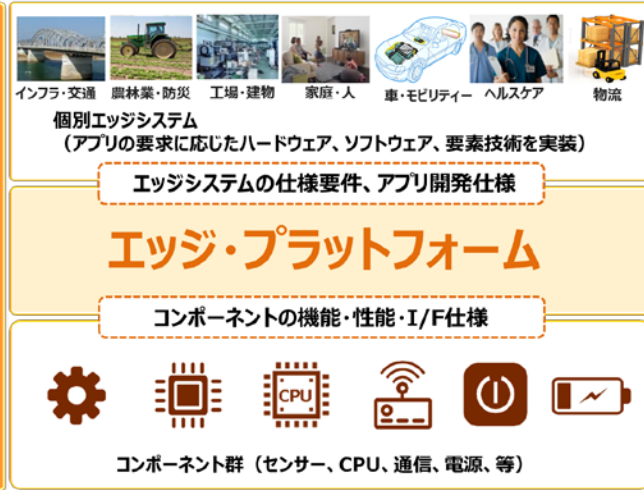 インフラ・交通 農林業・防災 工場・建物 家庭・人 車・モビリティー ヘルスケア 物流
個別エッジシステム
（アプリの要求に応じたハードウェア、ソフトウェア、要素技術を実装）
エッジシステムの仕様要件、アプリ開発仕様
エッジ・プラットフォーム
コンポーネントの機能・性能・I/F仕様
CPU
コンポーネント群（センサー、CPU、通信、電源、等）